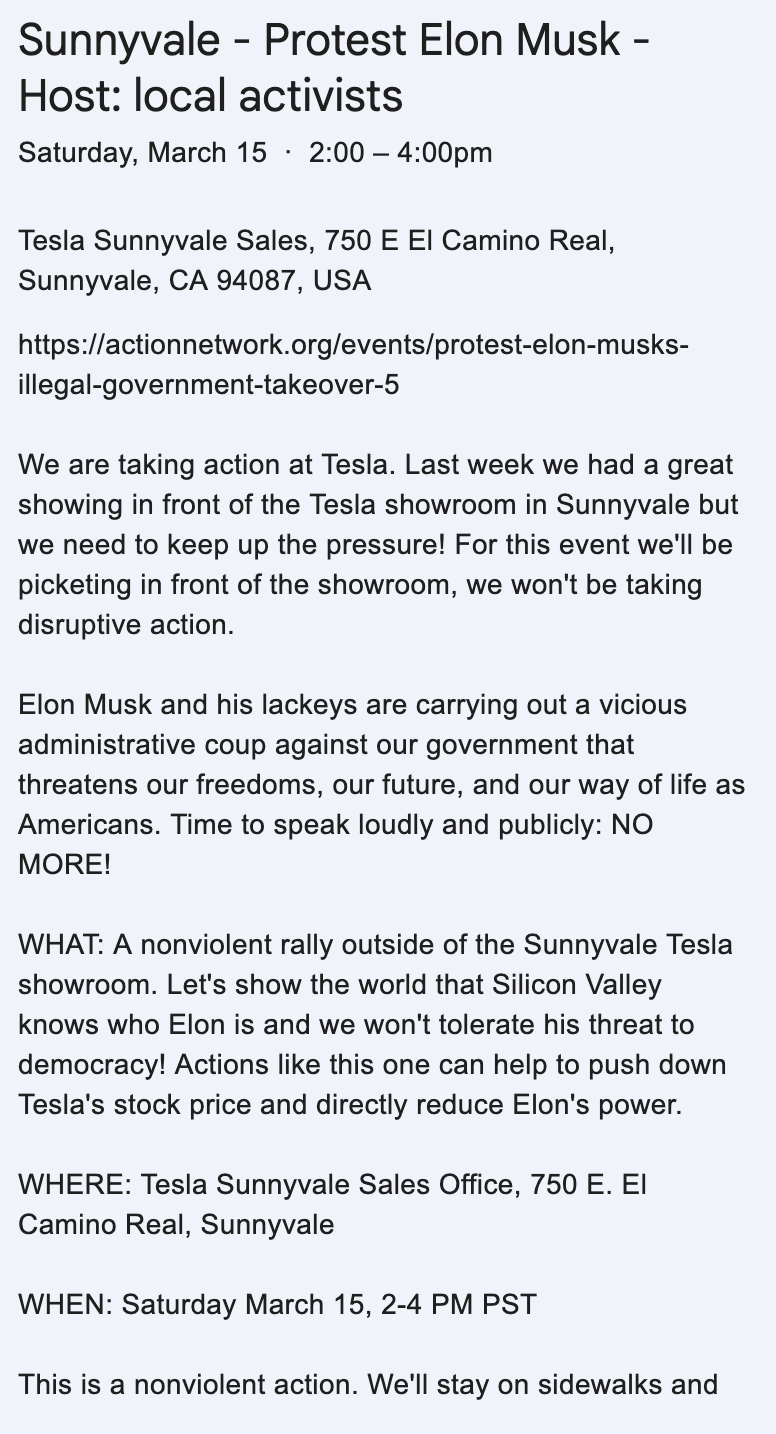 Sunnyvale - Protest Elon Musk -
Host: local activists
Saturday, March 15 · 2:00 – 4:00pm
Tesla Sunnyvale Sales, 750 E El Camino Real,
Sunnyvale, CA 94087, USA
https://actionnetwork.org/events/protest-elon-musks-
illegal-government-takeover-5
We are taking action at Tesla. Last week we had a great
showing in front of the Tesla showroom in Sunnyvale but
we need to keep up the pressure! For this event we'll be
picketing in front of the showroom, we won't be taking
disruptive action.
Elon Musk and his lackeys are carrying out a vicious
administrative coup against our government that
threatens our freedoms, our future, and our way of life as
Americans. Time to speak loudly and publicly: NO
MORE!
WHAT: A nonviolent rally outside of the Sunnyvale Tesla
showroom. Let's show the world that Silicon Valley
knows who Elon is and we won't tolerate his threat to
democracy! Actions like this one can help to push down
Tesla's stock price and directly reduce Elon's power.
WHERE: Tesla Sunnyvale Sales Office, 750 E. El
Camino Real, Sunnyvale
WHEN: Saturday March 15, 2-4 PM PST
This is a nonviolent action. We'll stay on sidewalks and